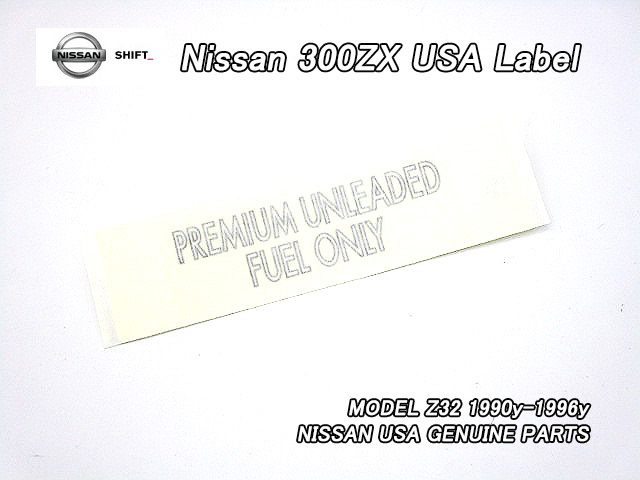 NISSAN SHIFT_
Nissan 300ZX USA Label
PREMIUM UNLEADED
FUEL ONLY
MODEL Z32 1990y-1996y
NISSAN USA GENUINE PARTS